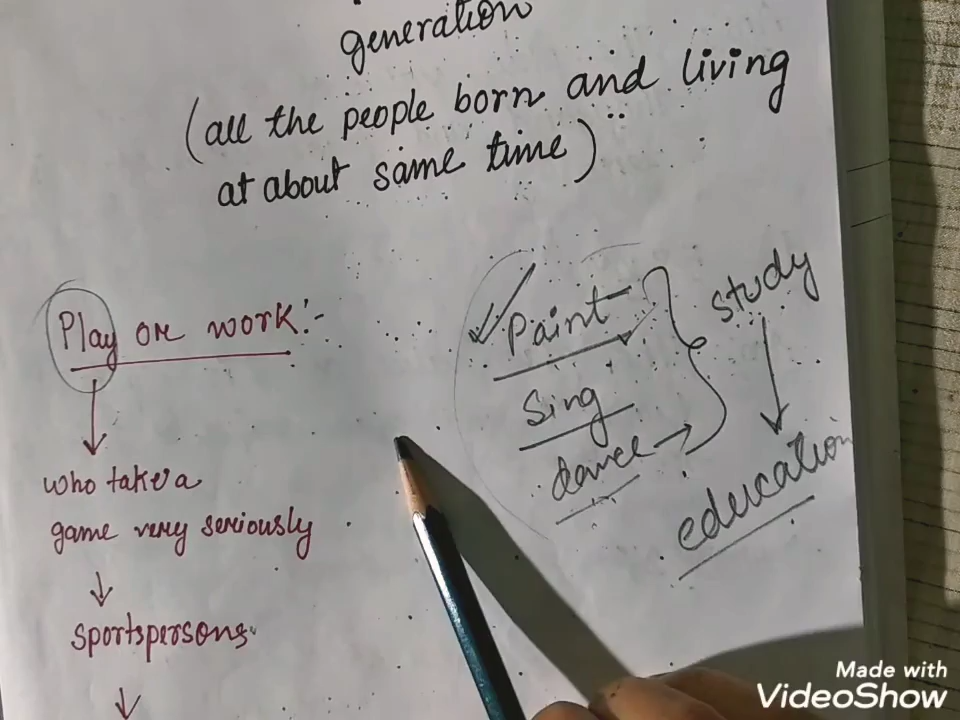 generation
(all the people born and living
at about same time)
Play or work:-
who take a
game very seriously
sportspersons
Paint
Sing
dance
study
education
Made with
VideoShow